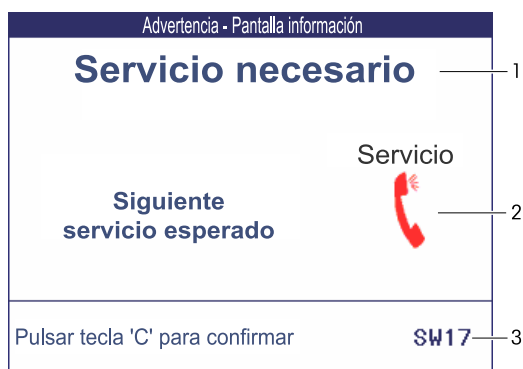 Advertencia - Pantalla información
Servicio necesario
1
Servicio
Siguiente
servicio esperado
2
Pulsar tecla 'C' para confirmar
SW17
3